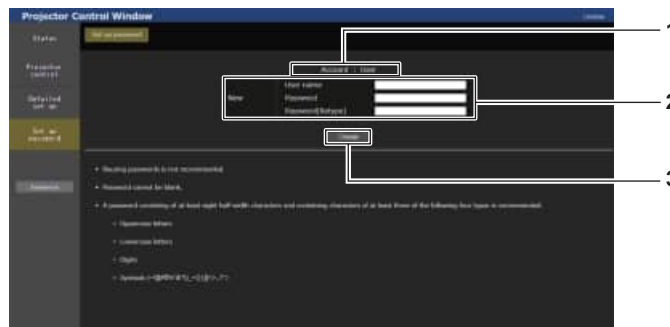 Projector Control Window
Status
Set up password
Projector control
Detailed set up
Set up password
Account : User
New
User name
Password
Password(Retype)
1
2
3
• Reusing passwords is not recommended.
• Password cannot be blank.
• A password consisting of at least eight half-width characters and containing characters of at least three of the following four types is recommended.
• Uppercase letters
• Lowercase letters
• Digits
• Symbols